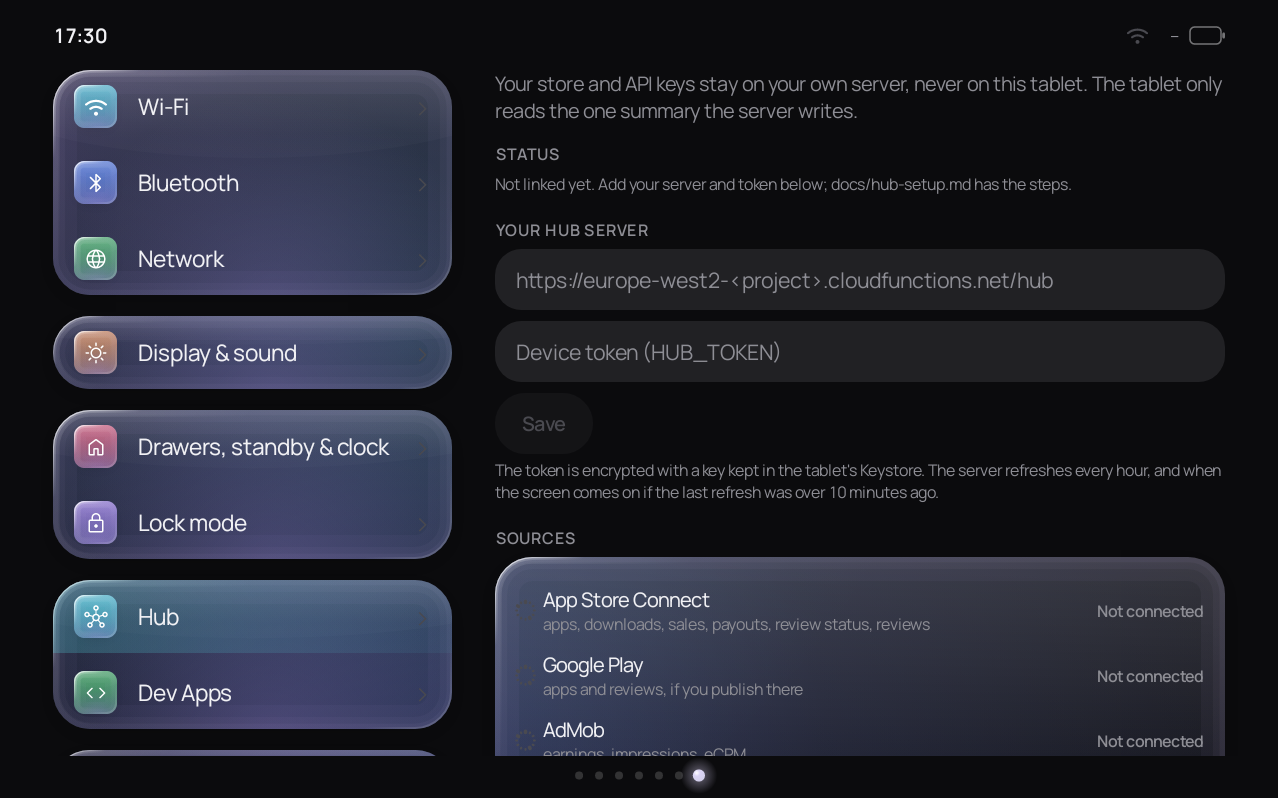 17:30
–
Wi-Fi
Bluetooth
Network
Display & sound
Drawers, standby & clock
Lock mode
Hub
Dev Apps
Your store and API keys stay on your own server, never on this tablet. The tablet only
reads the one summary the server writes.
STATUS
Not linked yet. Add your server and token below; docs/hub-setup.md has the steps.
YOUR HUB SERVER
https://europe-west2-<project>.cloudfunctions.net/hub
Device token (HUB_TOKEN)
Save
The token is encrypted with a key kept in the tablet's Keystore. The server refreshes every hour, and when
the screen comes on if the last refresh was over 10 minutes ago.
SOURCES
App Store Connect
Not connected
apps, downloads, sales, payouts, review status, reviews
Google Play
Not connected
apps and reviews, if you publish there
AdMob
Not connected
earnings, impressions, eCPM